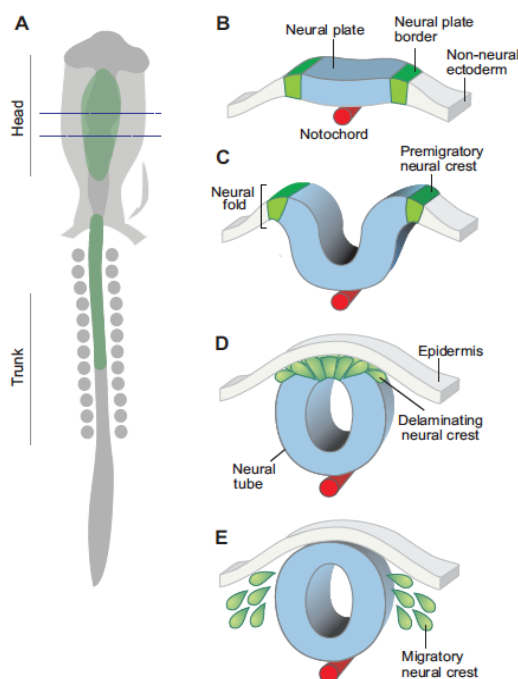 A
Head
Trunk
B
Neural plate
Neural plate
border
Non-neural
ectoderm
Notochord
C
Premigratory
neural crest
Neural
fold
D
Epidermis
Delaminating
neural crest
Neural
tube
E
Migratory
neural crest